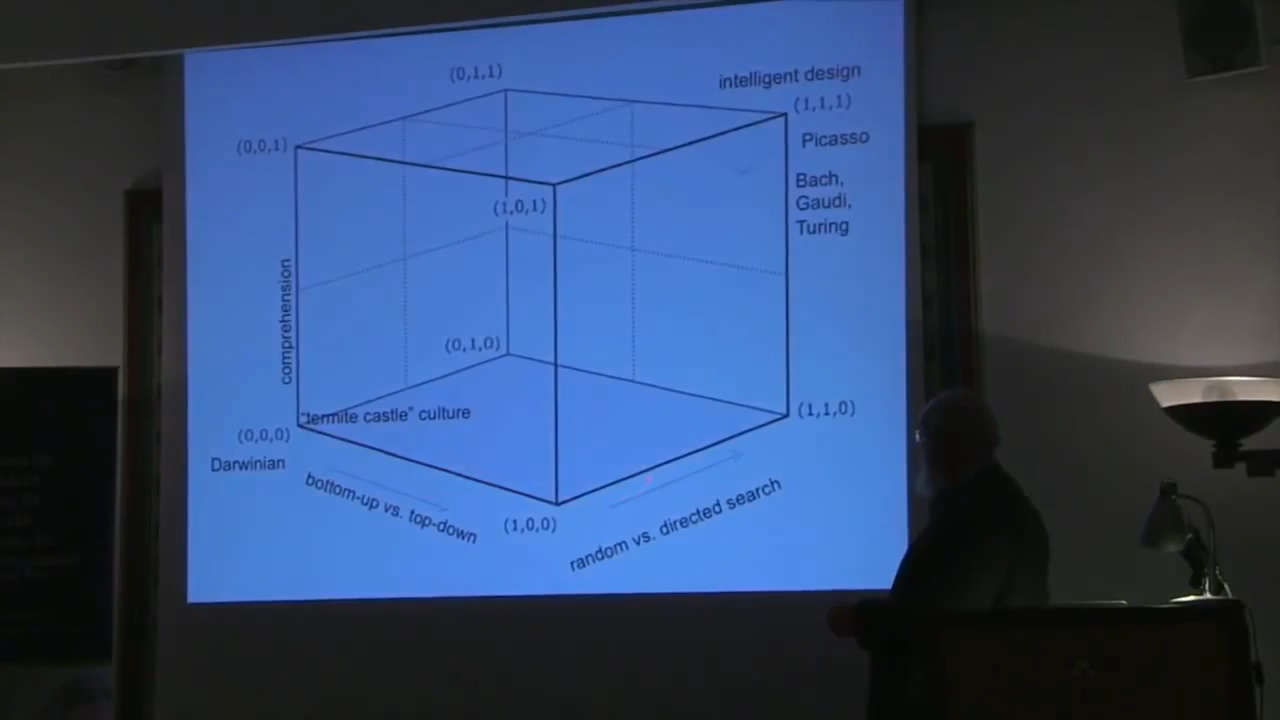 (0,1,1)
intelligent design
(1,1,1)
(0,0,1)
Picasso
Bach,
Gaudi,
Turing
(1,0,1)
comprehension
(0,1,0)
"termite castle" culture
(1,1,0)
(0,0,0)
Darwinian
bottom-up vs. top-down
random vs. directed search
(1,0,0)